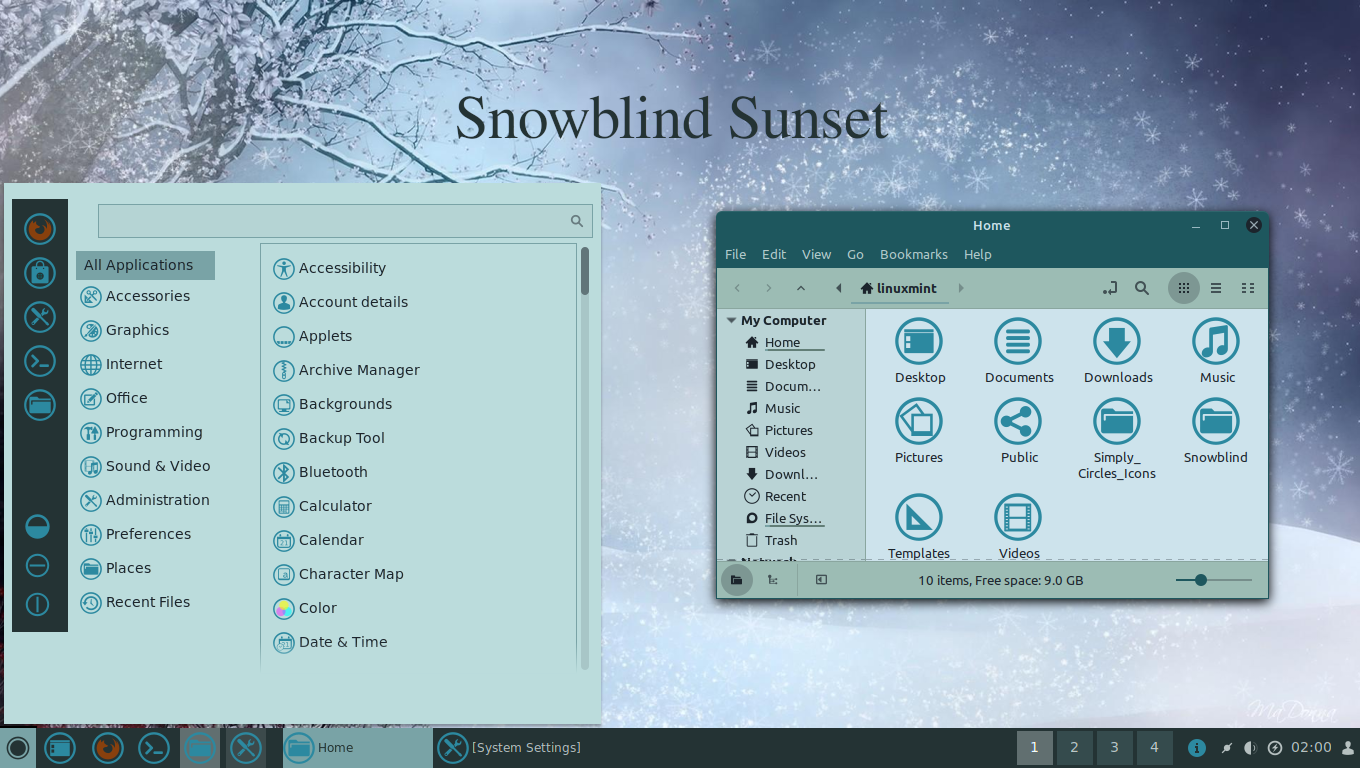 Snowblind Sunset
All Applications
Accessories
Graphics
Internet
Office
Programming
Sound & Video
Administration
Preferences
Places
Recent Files
Accessibility
Account details
Applets
Archive Manager
Backgrounds
Backup Tool
Bluetooth
Calculator
Calendar
Character Map
Color
Date & Time
Home
File Edit View Go Bookmarks Help
linuxmint
My Computer
Home
Desktop
Docum...
Music
Pictures
Videos
Downl...
Recent
File Sys...
Trash
Network
Desktop Documents Downloads Music
Pictures Public Simply_ Snowblind
Circles_Icons
Templates Videos
10 items, Free space: 9.0 GB
MaDonna
Home [System Settings] 1 2 3 4 02:00